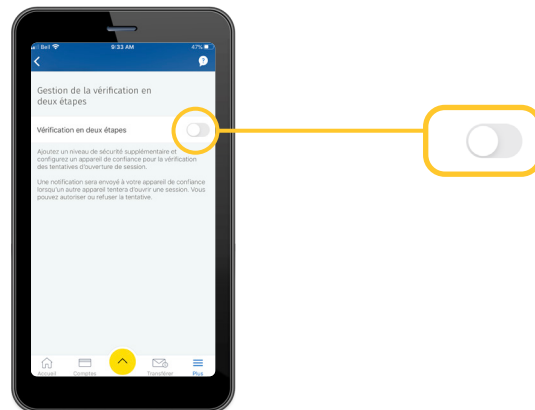 Bell 9:33 AM 47%
Gestion de la vérification en
deux étapes
Vérification en deux étapes
Ajoutez un niveau de sécurité supplémentaire et
configurez un appareil de confiance pour la vérification
des tentatives d'ouverture de session.
Une notification sera envoyé à votre appareil de confiance
lorsqu'un autre appareil tentera d'ouvrir une session. Vous
pouvez autoriser ou refuser la tentative.
Accueil Comptes Transférer Plus